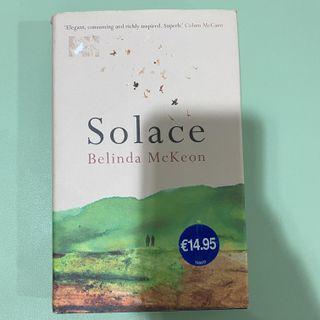 'Elegant, consuming and richly inspired. Superb.' Colum McCann
Solace
Belinda McKeon
€14.95